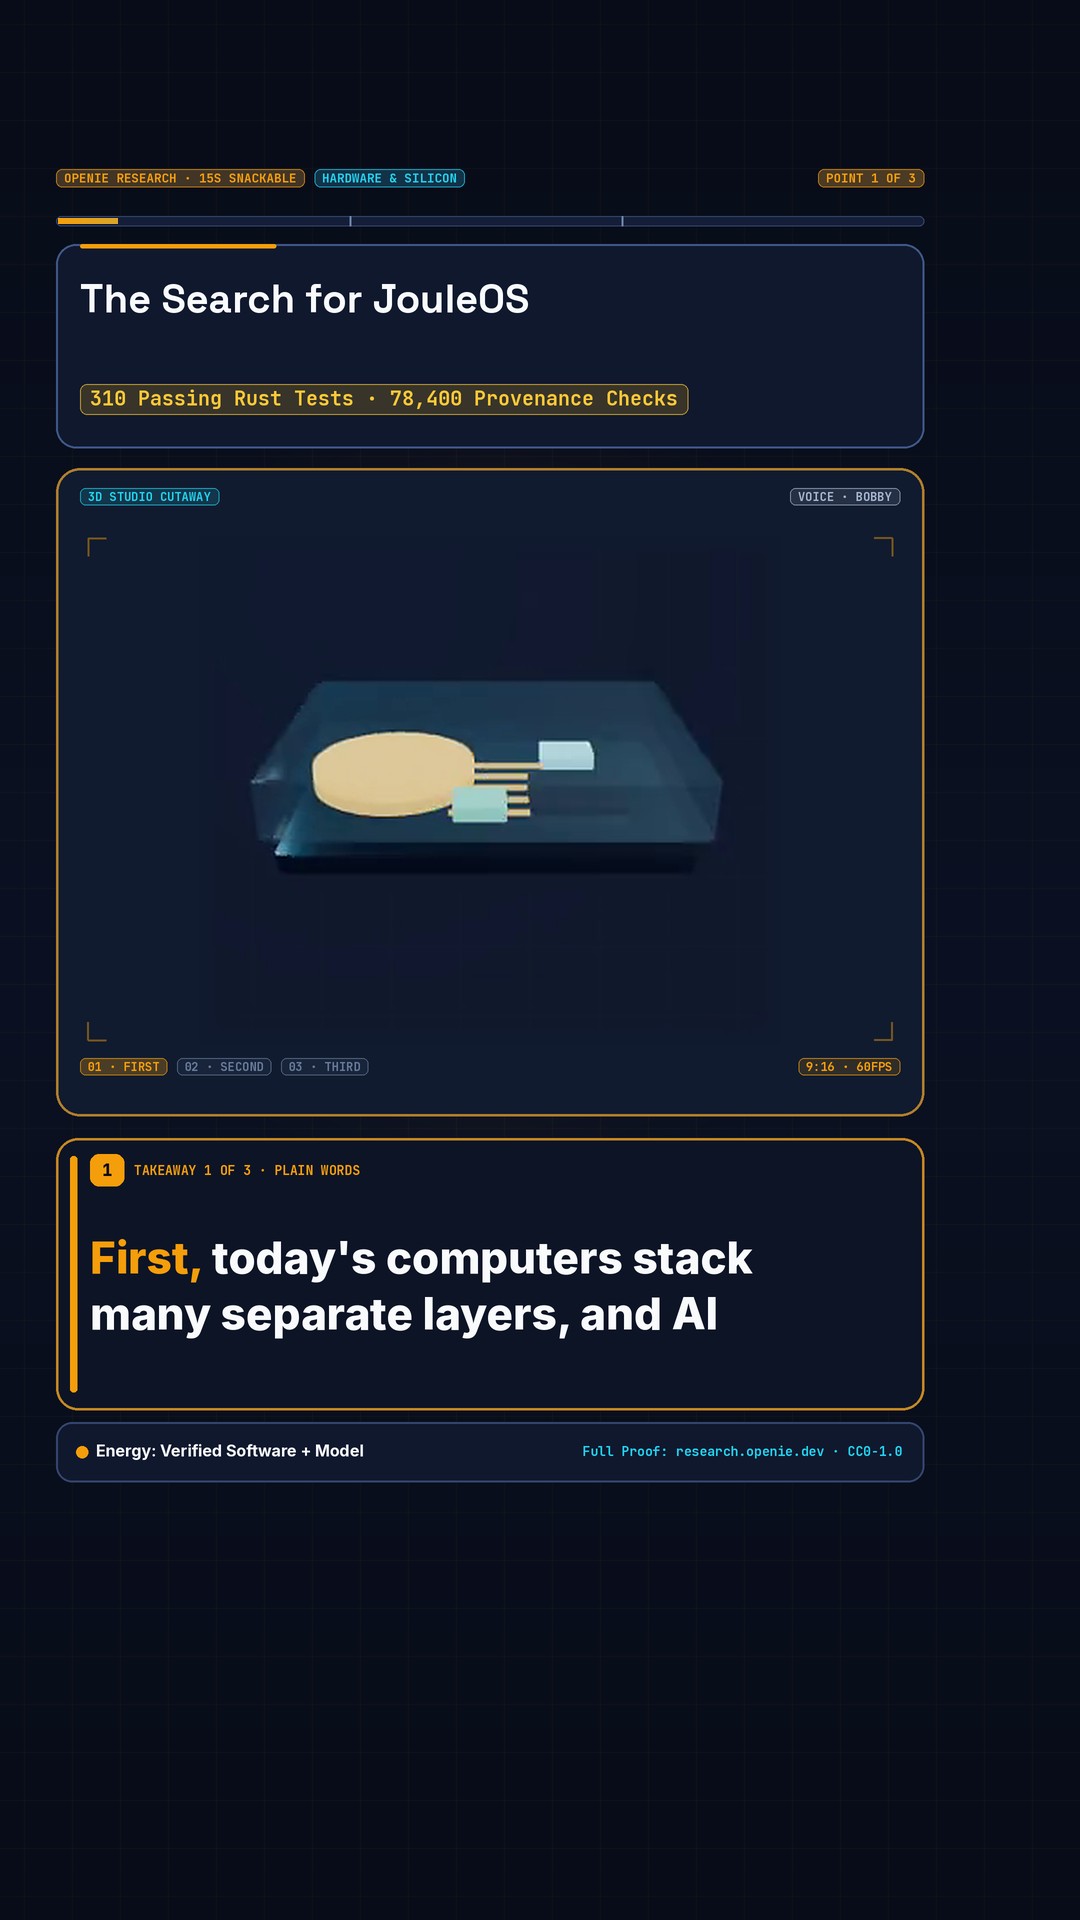 OPENIE RESEARCH · 15S SNACKABLE
HARDWARE & SILICON
POINT 1 OF 3
The Search for JouleOS
310 Passing Rust Tests · 78,400 Provenance Checks
3D STUDIO CUTAWAY
VOICE · BOBBY
01 · FIRST
02 · SECOND
03 · THIRD
9:16 · 60FPS
1
TAKEAWAY 1 OF 3 · PLAIN WORDS
First, today's computers stack
many separate layers, and AI
Energy: Verified Software + Model
Full Proof: research.openie.dev · CC0-1.0